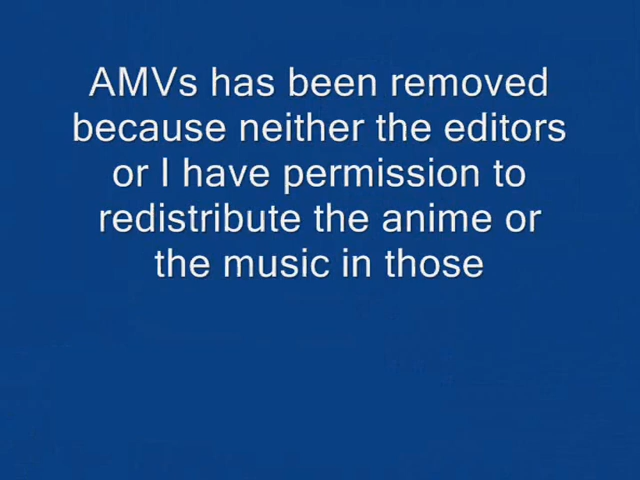 AMVs has been removed
because neither the editors
or I have permission to
redistribute the anime or
the music in those